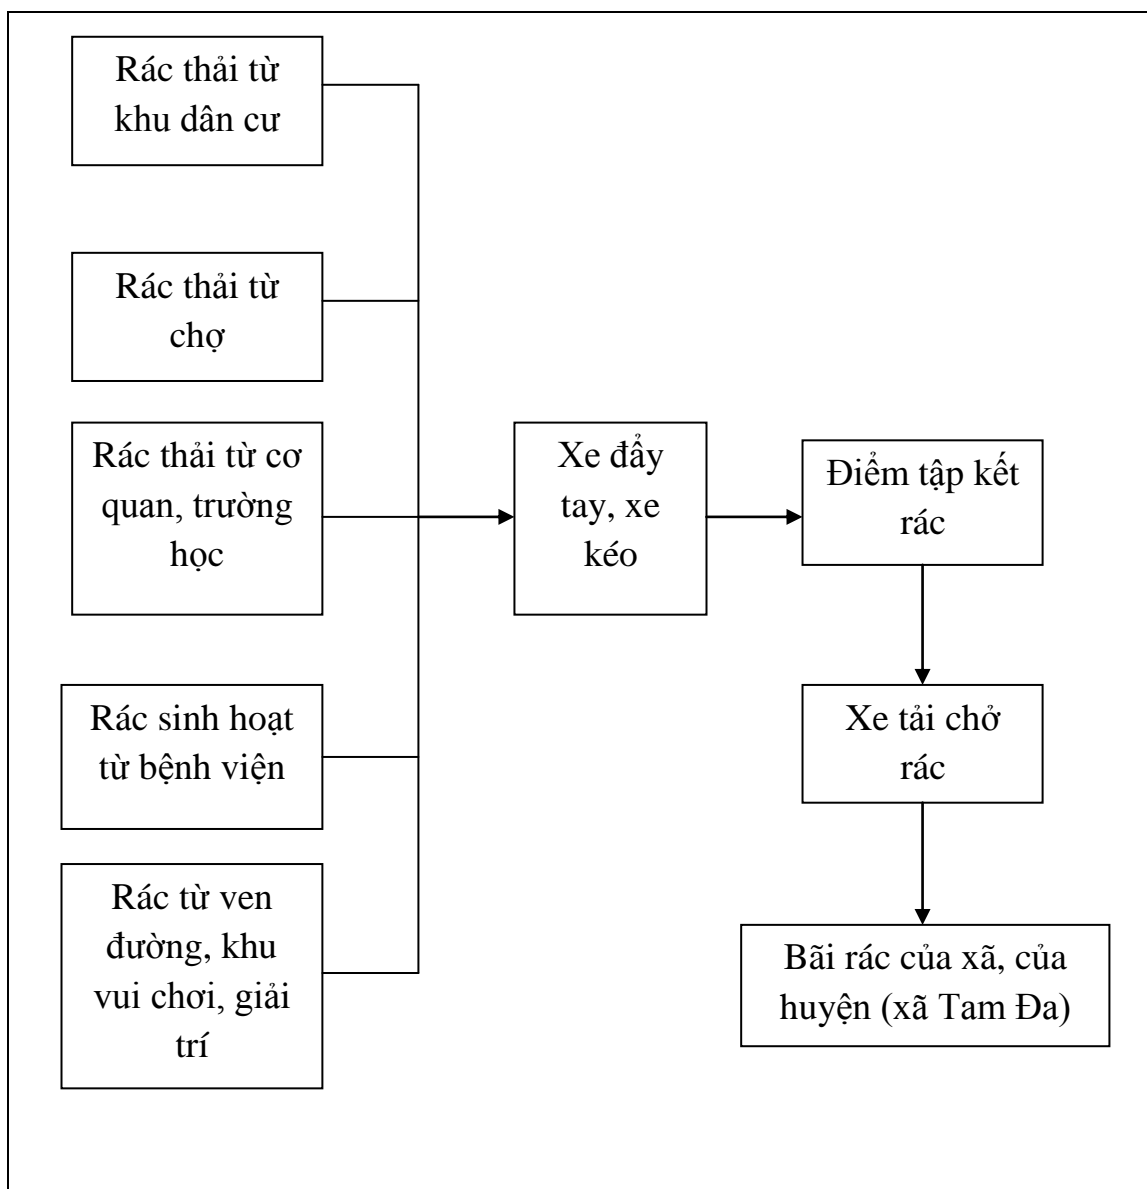 Rác thải từ
khu dân cư
Rác thải từ
chợ
Rác thải từ cơ
quan, trường
học
Rác sinh hoạt
từ bệnh viện
Rác từ ven
đường, khu
vui chơi, giải
trí
Xe đẩy
tay, xe
kéo
Điểm tập kết
rác
Xe tải chở
rác
Bãi rác của xã, của
huyện (xã Tam Đa)